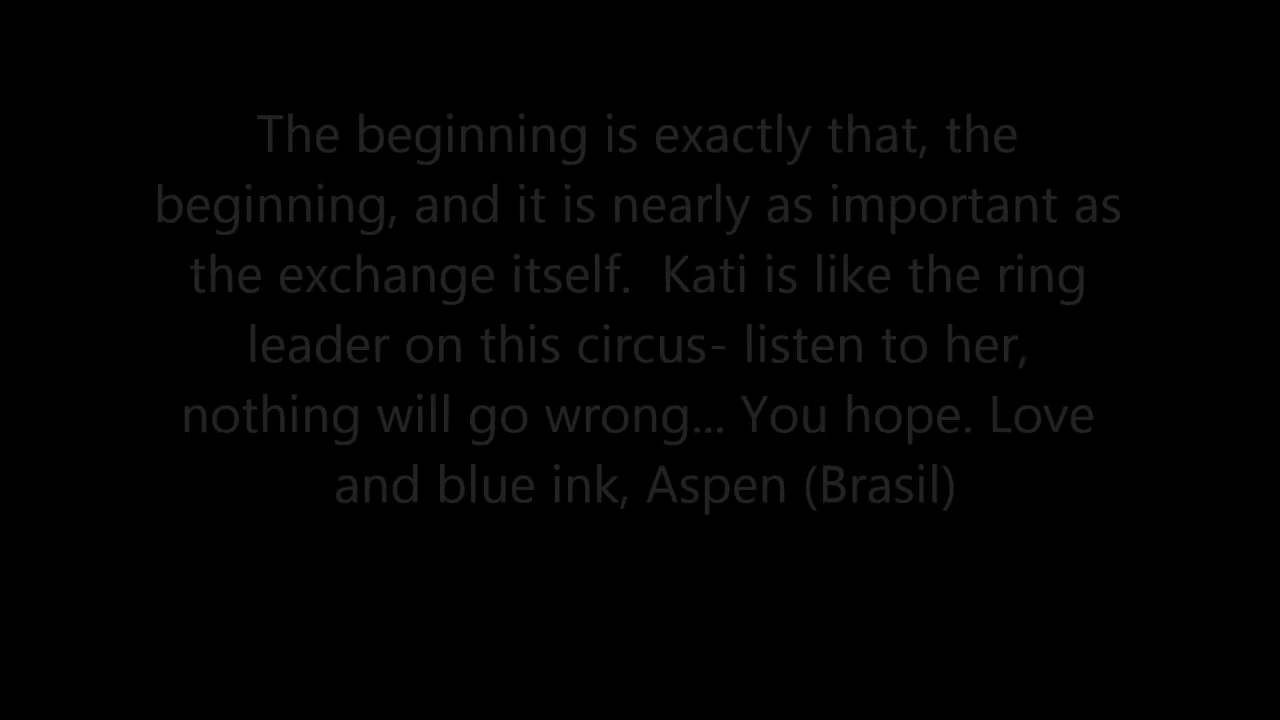 The beginning is exactly that, the
beginning, and it is nearly as important as
the exchange itself.  Kati is like the ring
leader on this circus- listen to her,
nothing will go wrong... You hope. Love
and blue ink, Aspen (Brasil)